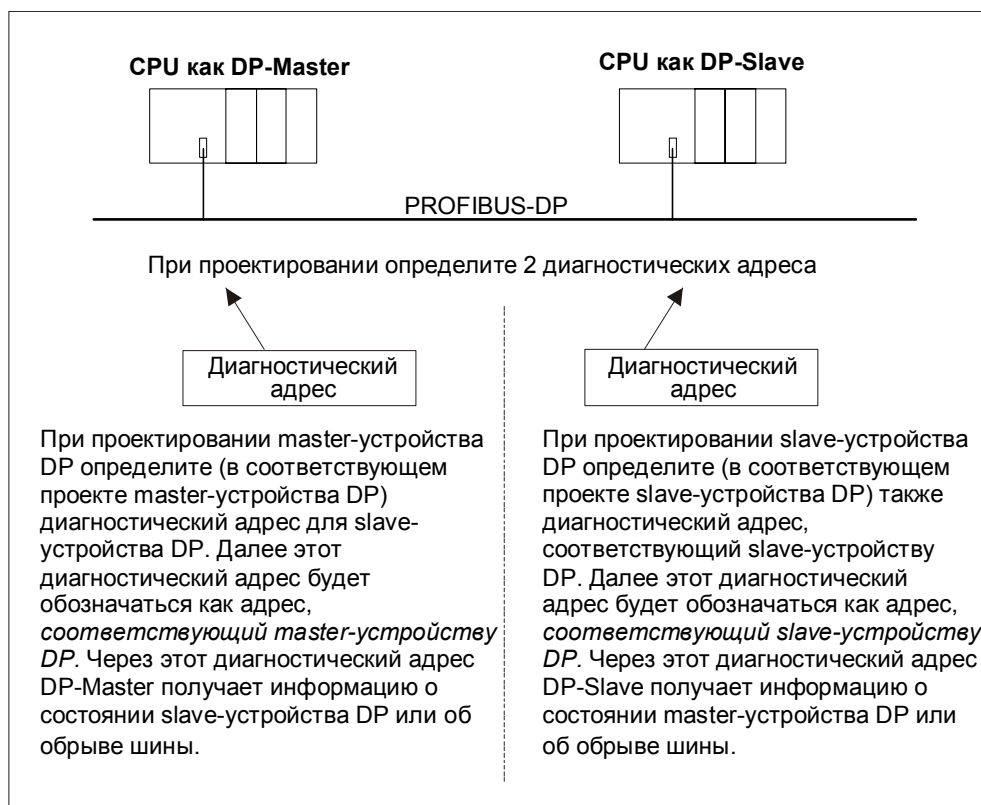 CPU как DP-Master
CPU как DP-Slave
PROFIBUS-DP
При проектировании определите 2 диагностических адреса
Диагностический
адрес
Диагностический
адрес
При проектировании master-устройства
DP определите (в соответствующем
проекте master-устройства DP)
диагностический адрес для slave-
устройства DP. Далее этот
диагностический адрес будет
обозначаться как адрес,
соответствующий master-устройству
DP. Через этот диагностический адрес
DP-Master получает информацию о
состоянии slave-устройства DP или об
обрыве шины.
При проектировании slave-устройства
DP определите (в соответствующем
проекте slave-устройства DP) также
диагностический адрес,
соответствующий slave-устройству
DP. Далее этот диагностический
адрес будет обозначаться как адрес,
соответствующий slave-устройству
DP. Через этот диагностический адрес
DP-Slave получает информацию о
состоянии master-устройства DP или
об обрыве шины.